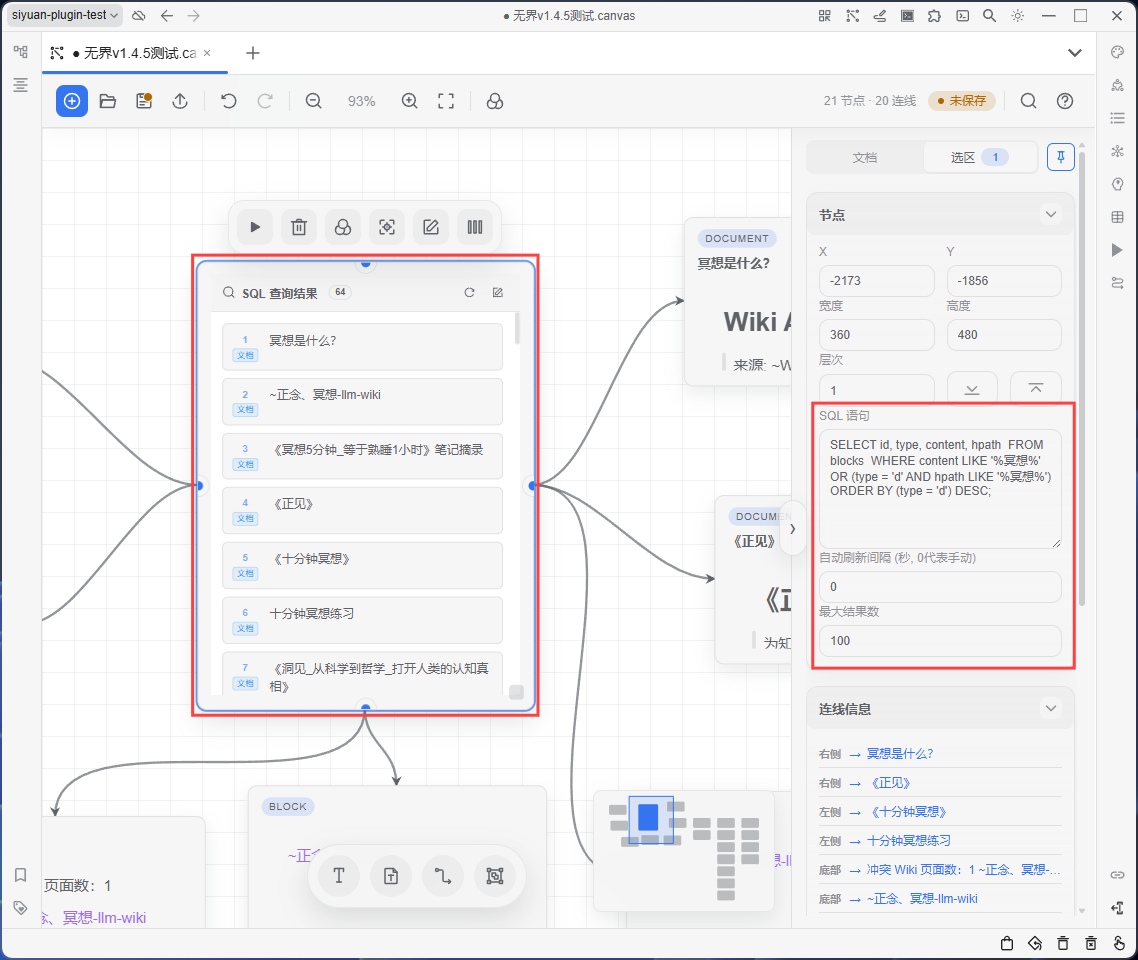 siyuan-plugin-test
● 无界v1.4.5测试.canvas
● 无界v1.4.5测试.ca
93%
21 节点 · 20 连线
● 未保存
文档
选区 1
DOCUMENT
冥想是什么？
Wiki A
来源: ~W
SQL 查询结果 64
1 文档 冥想是什么？
2 文档 ~正念、冥想-llm-wiki
3 文档 《冥想5分钟_等于熟睡1小时》笔记摘录
4 文档 《正见》
5 文档 《十分钟冥想》
6 文档 十分钟冥想练习
7 文档 《洞见_从科学到哲学_打开人类的认知真
相》
DOCUMEN
《正见》
《正
为知
节点
X Y
-2173 -1856
宽度 高度
360 480
层次
1
SQL 语句
SELECT id, type, content, hpath FROM
blocks WHERE content LIKE '%冥想%'
OR (type = 'd' AND hpath LIKE '%冥想%')
ORDER BY (type = 'd') DESC;
自动刷新间隔 (秒, 0代表手动)
0
最大结果数
100
连线信息
右侧 → 冥想是什么？
右侧 → 《正见》
左侧 → 《十分钟冥想》
左侧 → 十分钟冥想练习
底部 → 冲突 Wiki 页面数：1 ~正念、冥想-...
底部 → ~正念、冥想-llm-wiki
BLOCK
~正念
页面数：1
念、冥想-llm-wiki